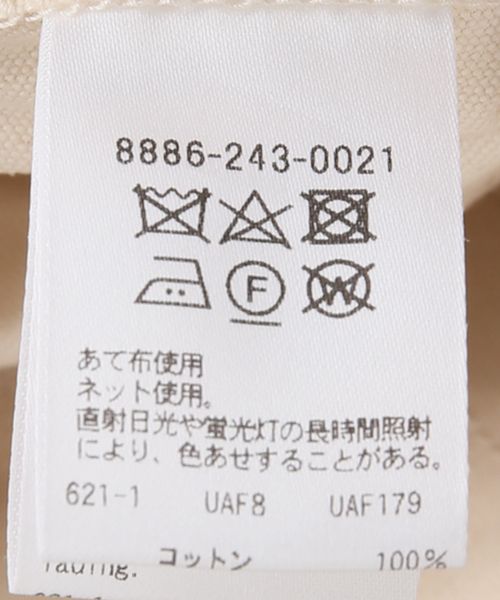 8886-243-0021
F W
あて布使用
ネット使用。
直射日光や蛍光灯の長時間照射
により、色あせすることがある。
621-1 UAF8 UAF179
コットン 100%
fading.